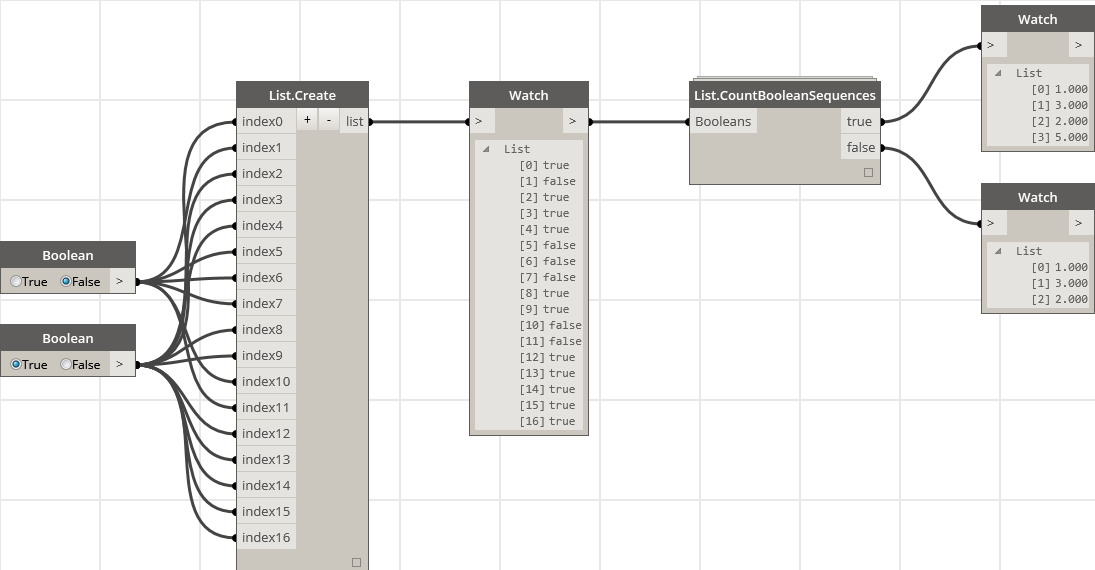 Boolean
True False >
Boolean
True False >
List.Create
index0 + - list
index1
index2
index3
index4
index5
index6
index7
index8
index9
index10
index11
index12
index13
index14
index15
index16
Watch
> >
List
[0] true
[1] false
[2] true
[3] true
[4] true
[5] false
[6] false
[7] false
[8] true
[9] true
[10] false
[11] false
[12] true
[13] true
[14] true
[15] true
[16] true
List.CountBooleanSequences
Booleans true
false
Watch
> >
List
[0] 1.000
[1] 3.000
[2] 2.000
[3] 5.000
Watch
> >
List
[0] 1.000
[1] 3.000
[2] 2.000